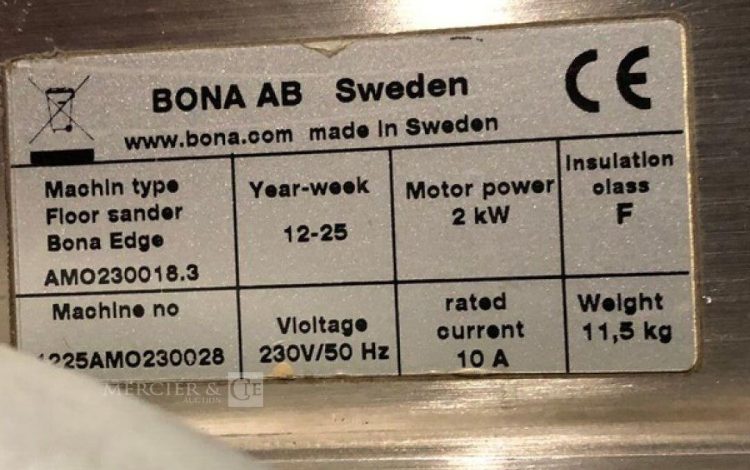 BONA AB Sweden
CE
www.bona.com made in Sweden
Machin type
Floor sander
Bona Edge
AMO230018.3
Year-week
12-25
Motor power
2 kW
Insulation
class
F
Machine no
1225AMO230028
Violtage
230V/50 Hz
rated
current
10 A
Weight
11,5 kg
MERCIER & CIE
AUCTION